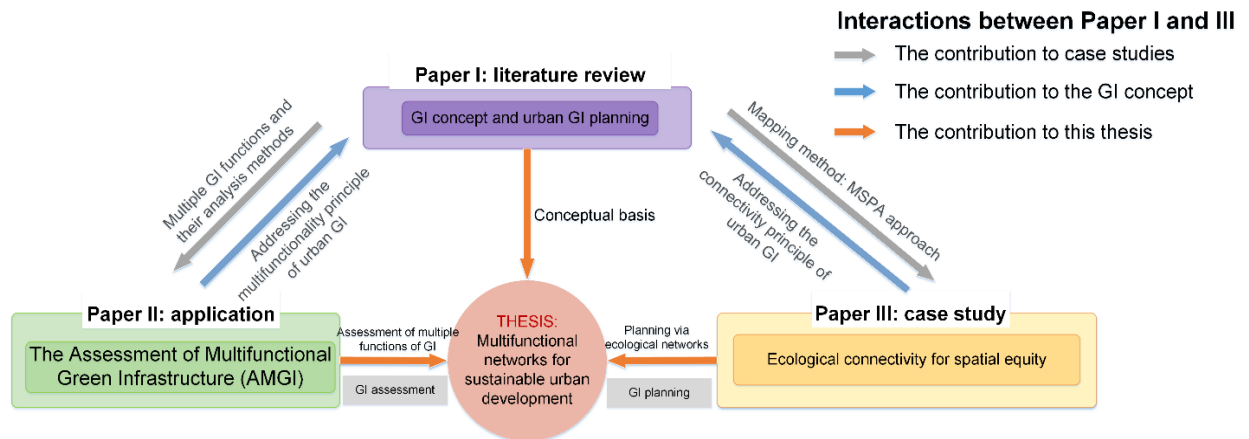 Interactions between Paper I and III
The contribution to case studies
The contribution to the GI concept
The contribution to this thesis
Paper I: literature review
GI concept and urban GI planning
Multiple GI functions and
their analysis methods
Addressing the
multifunctionality principle
of urban GI
Conceptual basis
Mapping method: MSPA approach
Addressing the
connectivity principle of
urban GI
Paper II: application
The Assessment of Multifunctional
Green Infrastructure (AMGI)
Assessment of multiple
functions of GI
GI assessment
THESIS:
Multifunctional
networks for
sustainable urban
development
Planning via
ecological networks
GI planning
Paper III: case study
Ecological connectivity for spatial equity